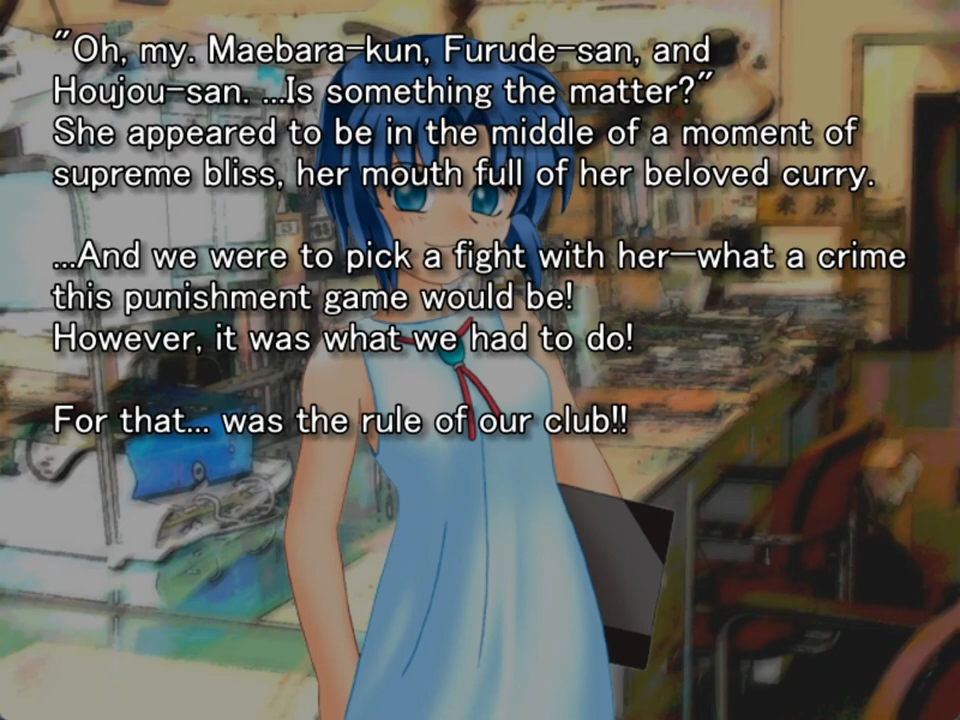 "Oh, my. Maebara-kun, Furude-san, and
Houjou-san. ...Is something the matter?"
She appeared to be in the middle of a moment of
supreme bliss, her mouth full of her beloved curry.
...And we were to pick a fight with her—what a crime
this punishment game would be!
However, it was what we had to do!
For that... was the rule of our club!!